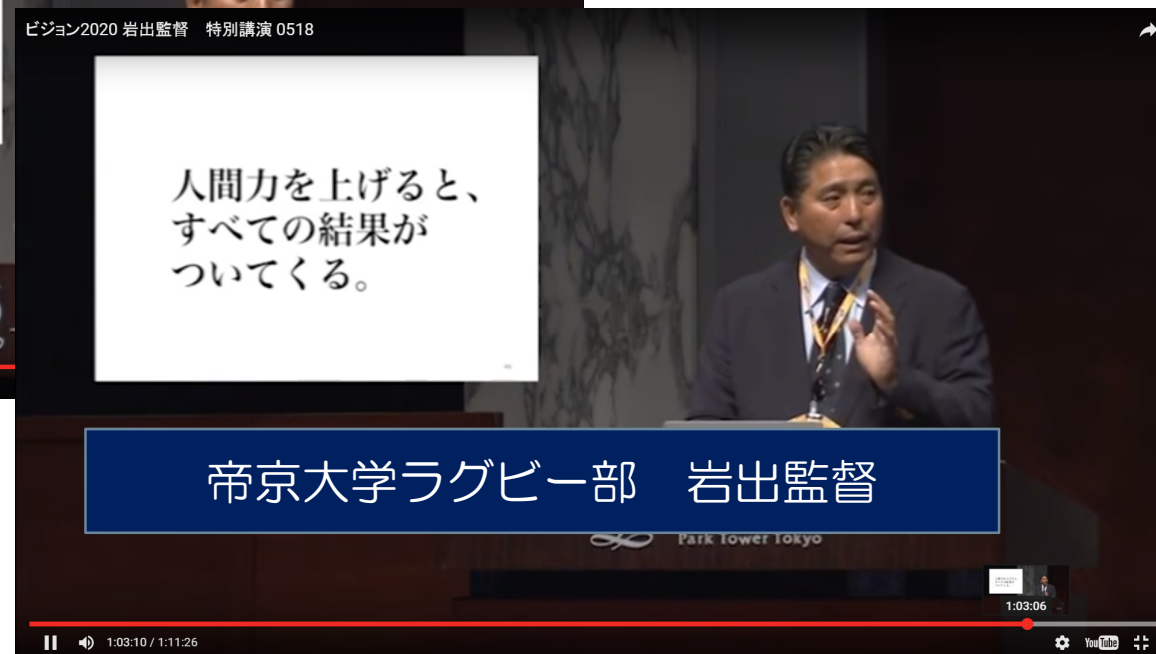 ビジョン2020 岩出監督　特別講演 0518
人間力を上げると、
すべての結果が
ついてくる。
帝京大学ラグビー部　岩出監督
Park Tower Tokyo
1:03:06
1:03:10 / 1:11:26
YouTube